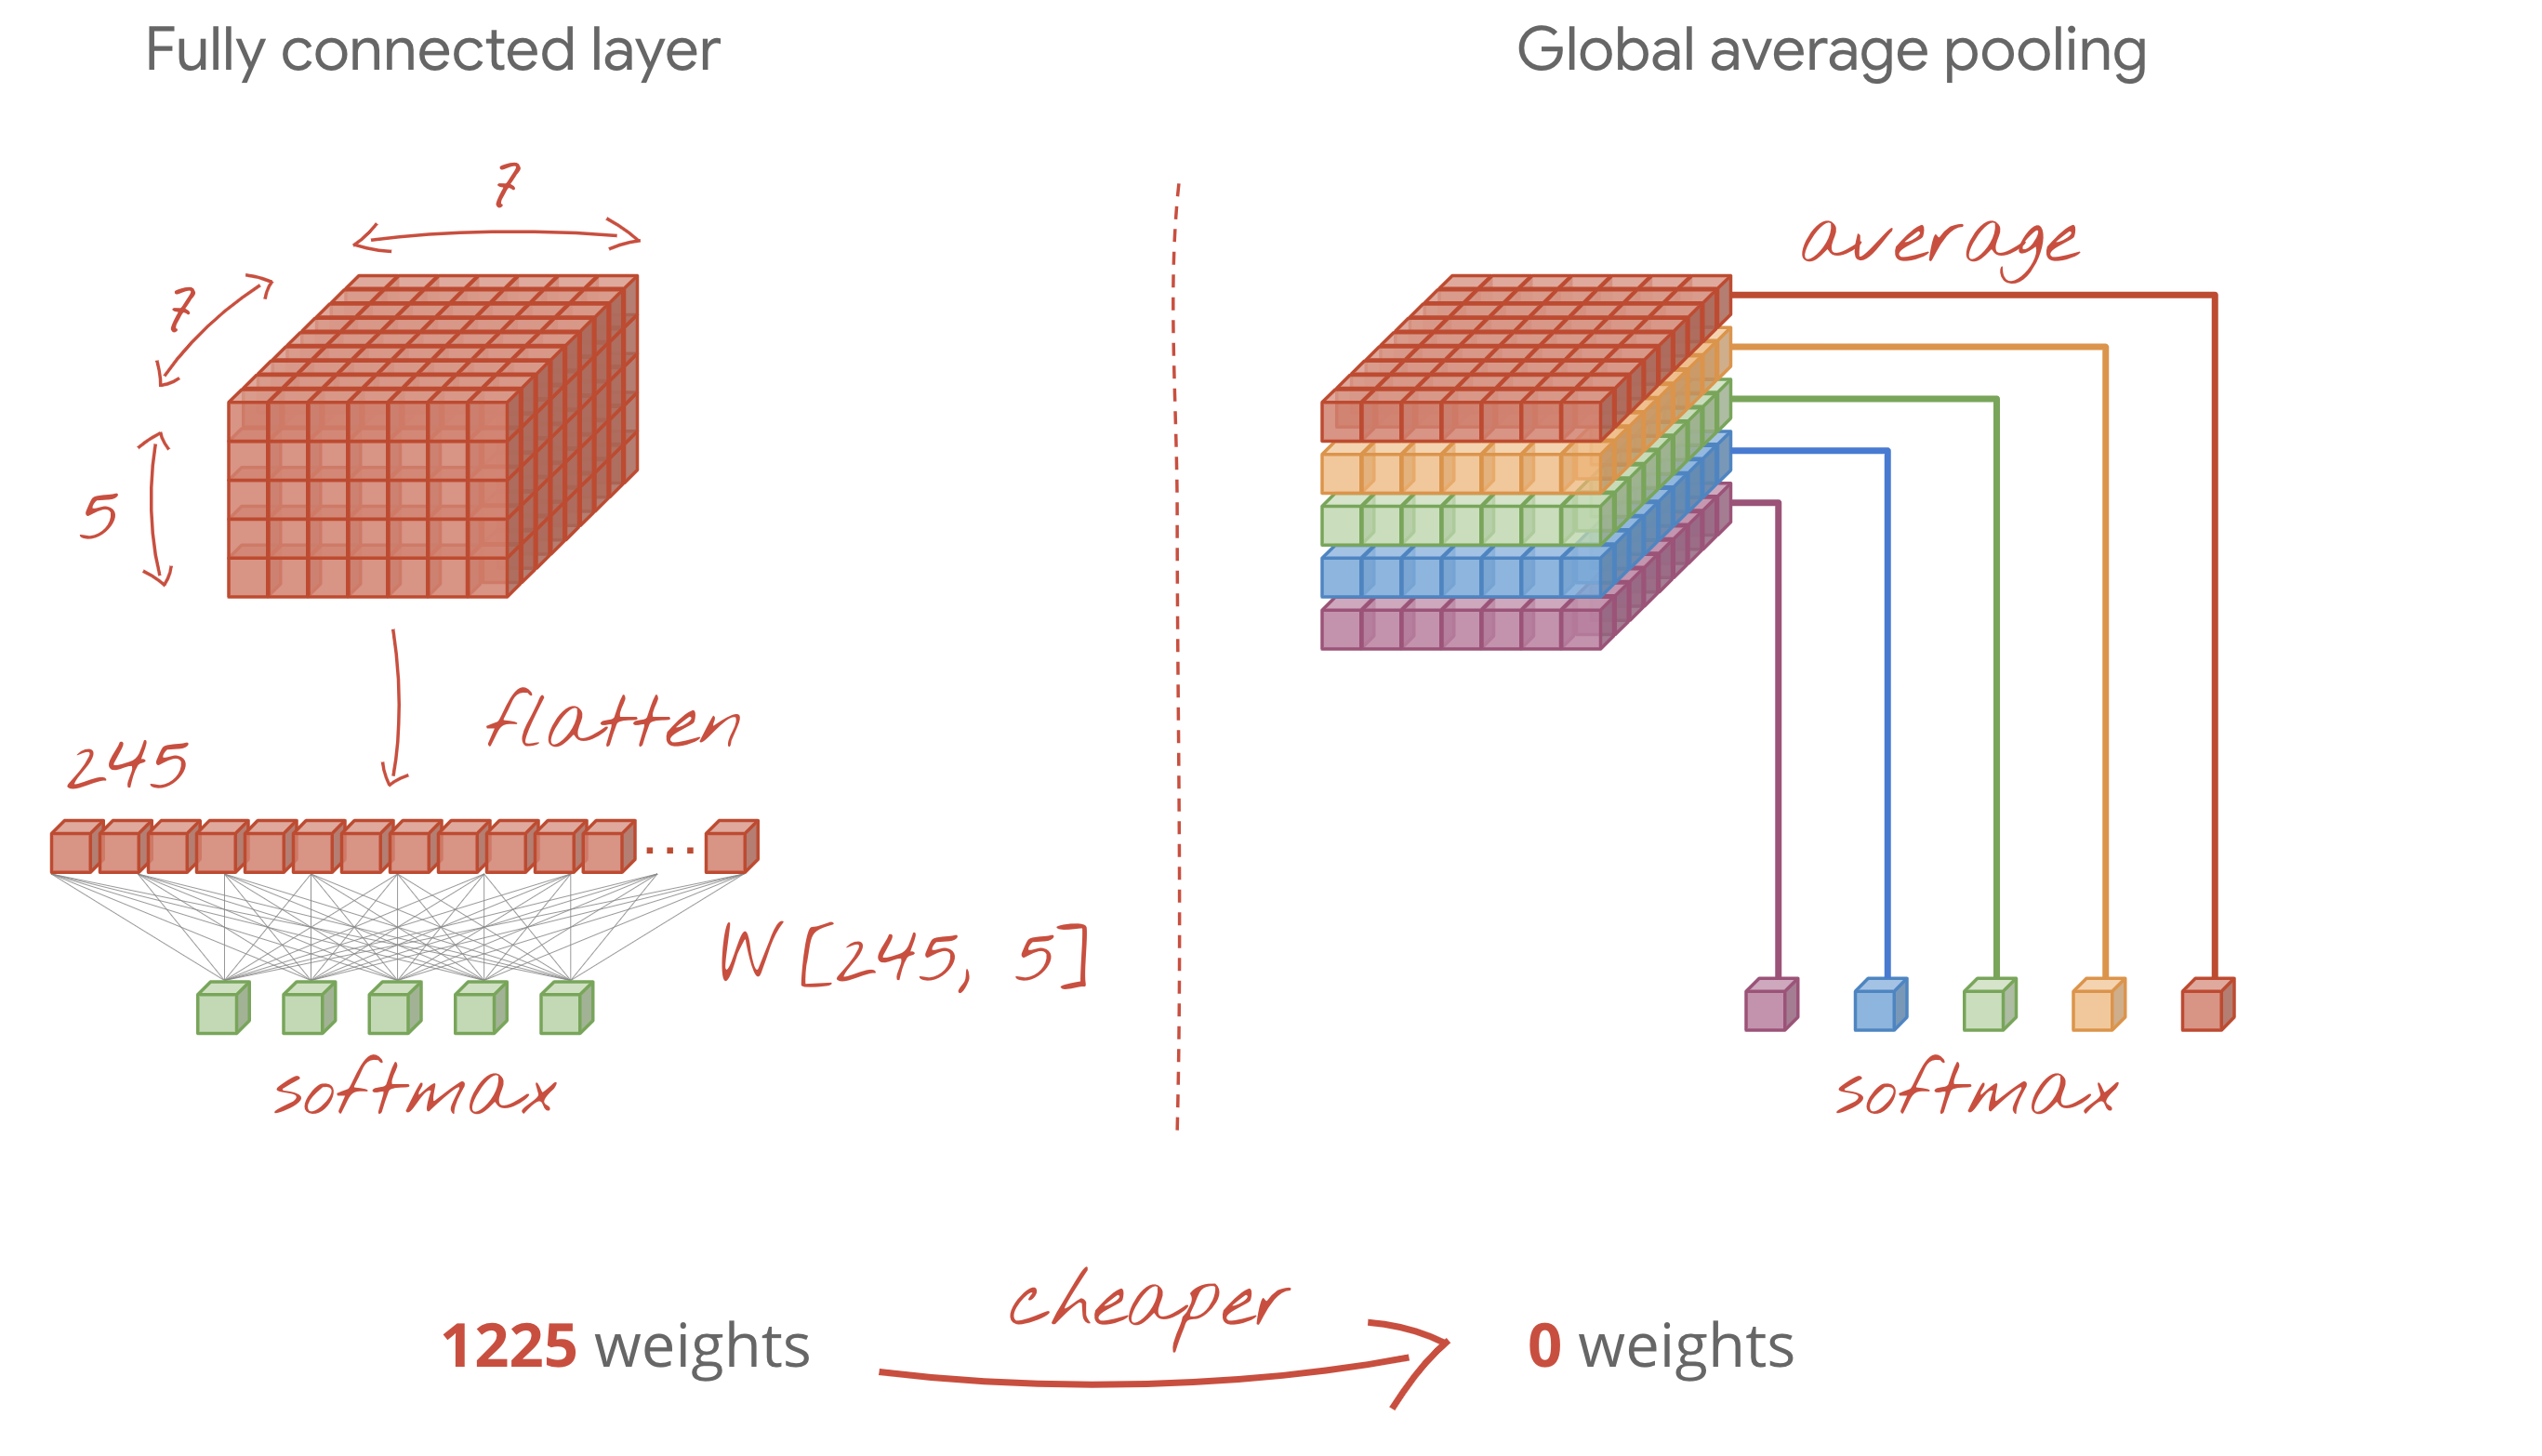 Fully connected layer
Global average pooling
7
7
5
average
flatten
245
...
W [245, 5]
softmax
softmax
cheaper
1225 weights
0 weights